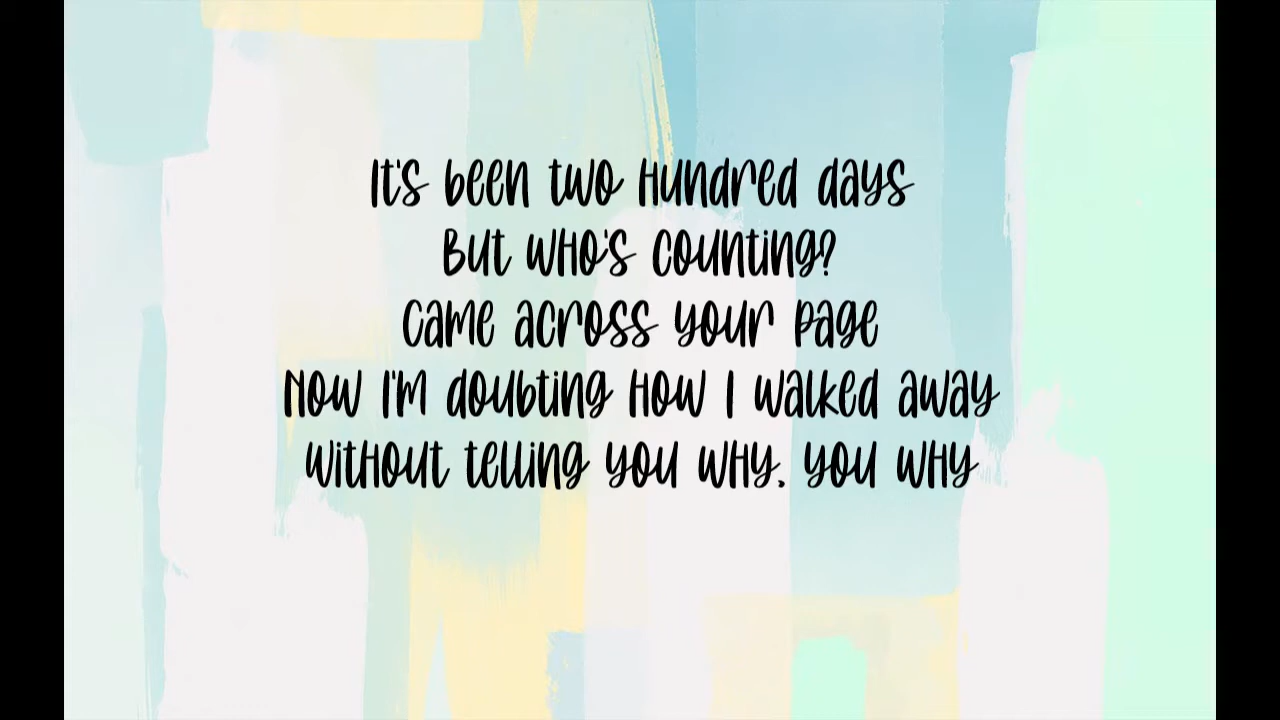 It's been two hundred days
But who's counting?
Came across your page
Now I'm doubting how I walked away
without telling you why, you why